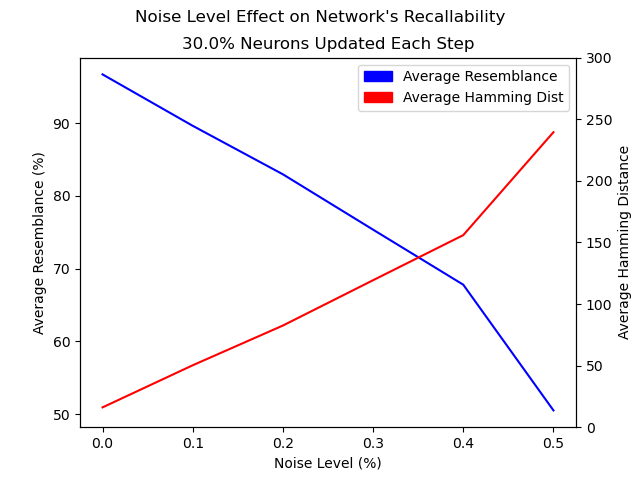 Noise Level Effect on Network's Recallability
30.0% Neurons Updated Each Step
Average Resemblance
Average Hamming Dist
Average Resemblance (%)
90
80
70
60
50
300
250
200
150
100
50
0
Average Hamming Distance
0.0 0.1 0.2 0.3 0.4 0.5
Noise Level (%)